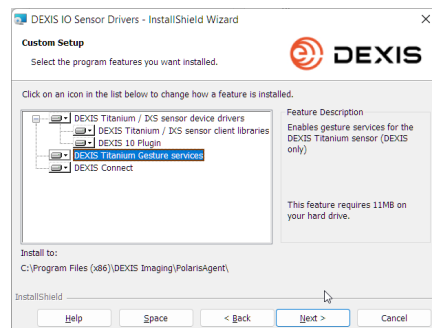 DEXIS IO Sensor Drivers - InstallShield Wizard
Custom Setup
Select the program features you want installed.
DEXIS
Click on an icon in the list below to change how a feature is installed.
DEXIS Titanium / IXS sensor device drivers
DEXIS Titanium / IXS sensor client libraries
DEXIS 10 Plugin
DEXIS Titanium Gesture services
DEXIS Connect
Feature Description
Enables gesture services for the
DEXIS Titanium sensor (DEXIS
only)
This feature requires 11MB on
your hard drive.
Install to:
C:\Program Files (x86)\DEXIS Imaging\PolarisAgent\
InstallShield
Help
Space
< Back
Next >
Cancel